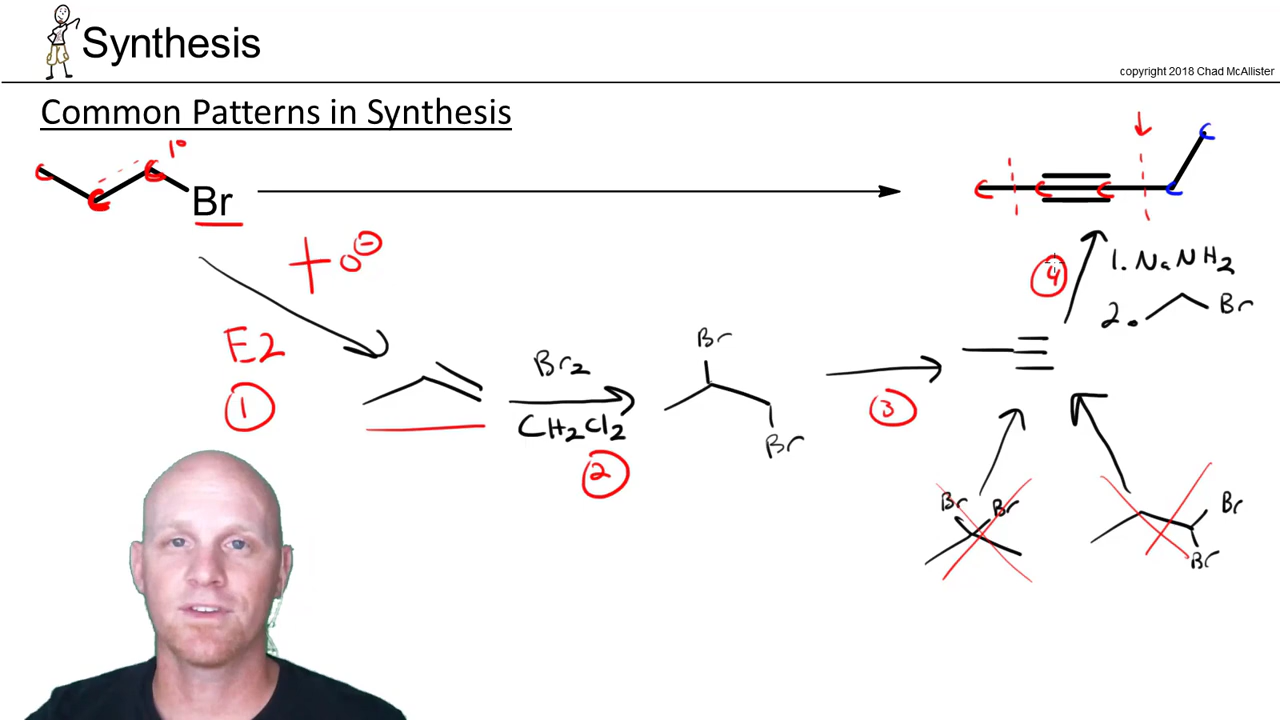 Synthesis
copyright 2018 Chad McAllister
Common Patterns in Synthesis
1°
C C C
Br
C C C C C
+O⊖
4
1. NaNH2
2. Br
E2
1
Br2
CH2Cl2
2
Br
Br
3
Br Br
Br
Br